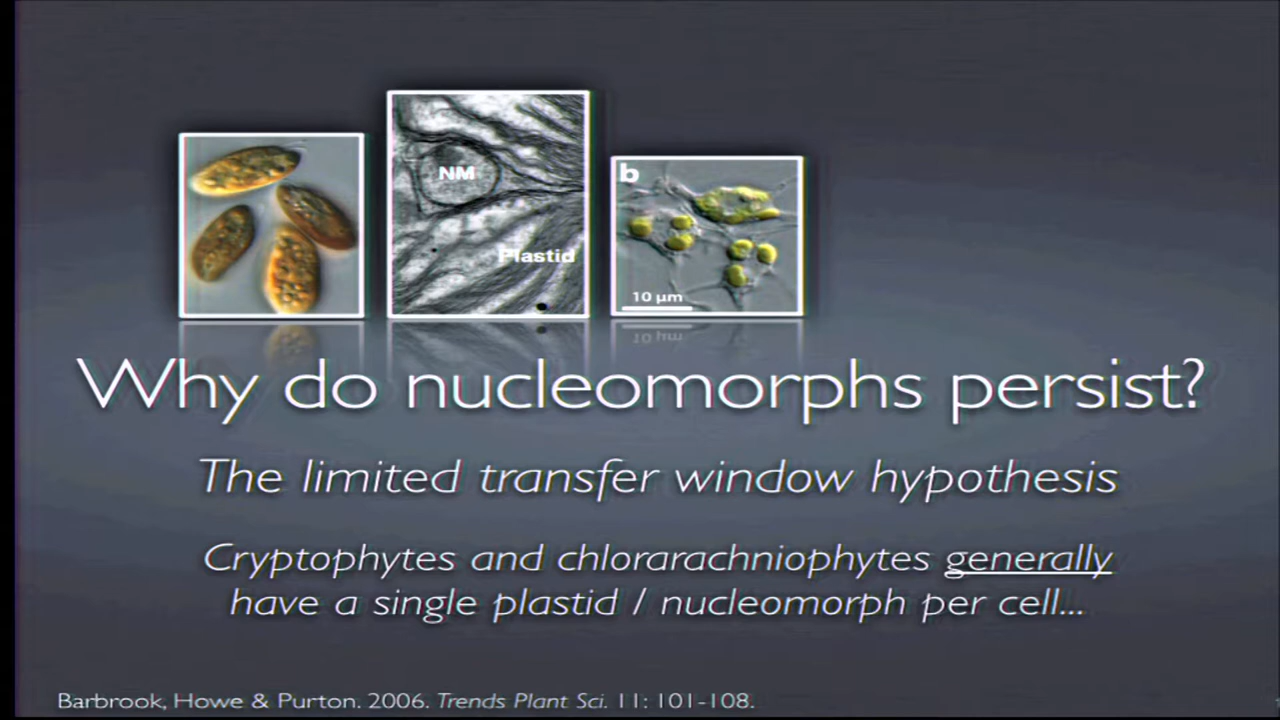 NM
Plastid
b
10 µm
Why do nucleomorphs persist?
The limited transfer window hypothesis
Cryptophytes and chlorarachniophytes generally
have a single plastid / nucleomorph per cell...
Barbrook, Howe & Purton. 2006. Trends Plant Sci. 11: 101-108.